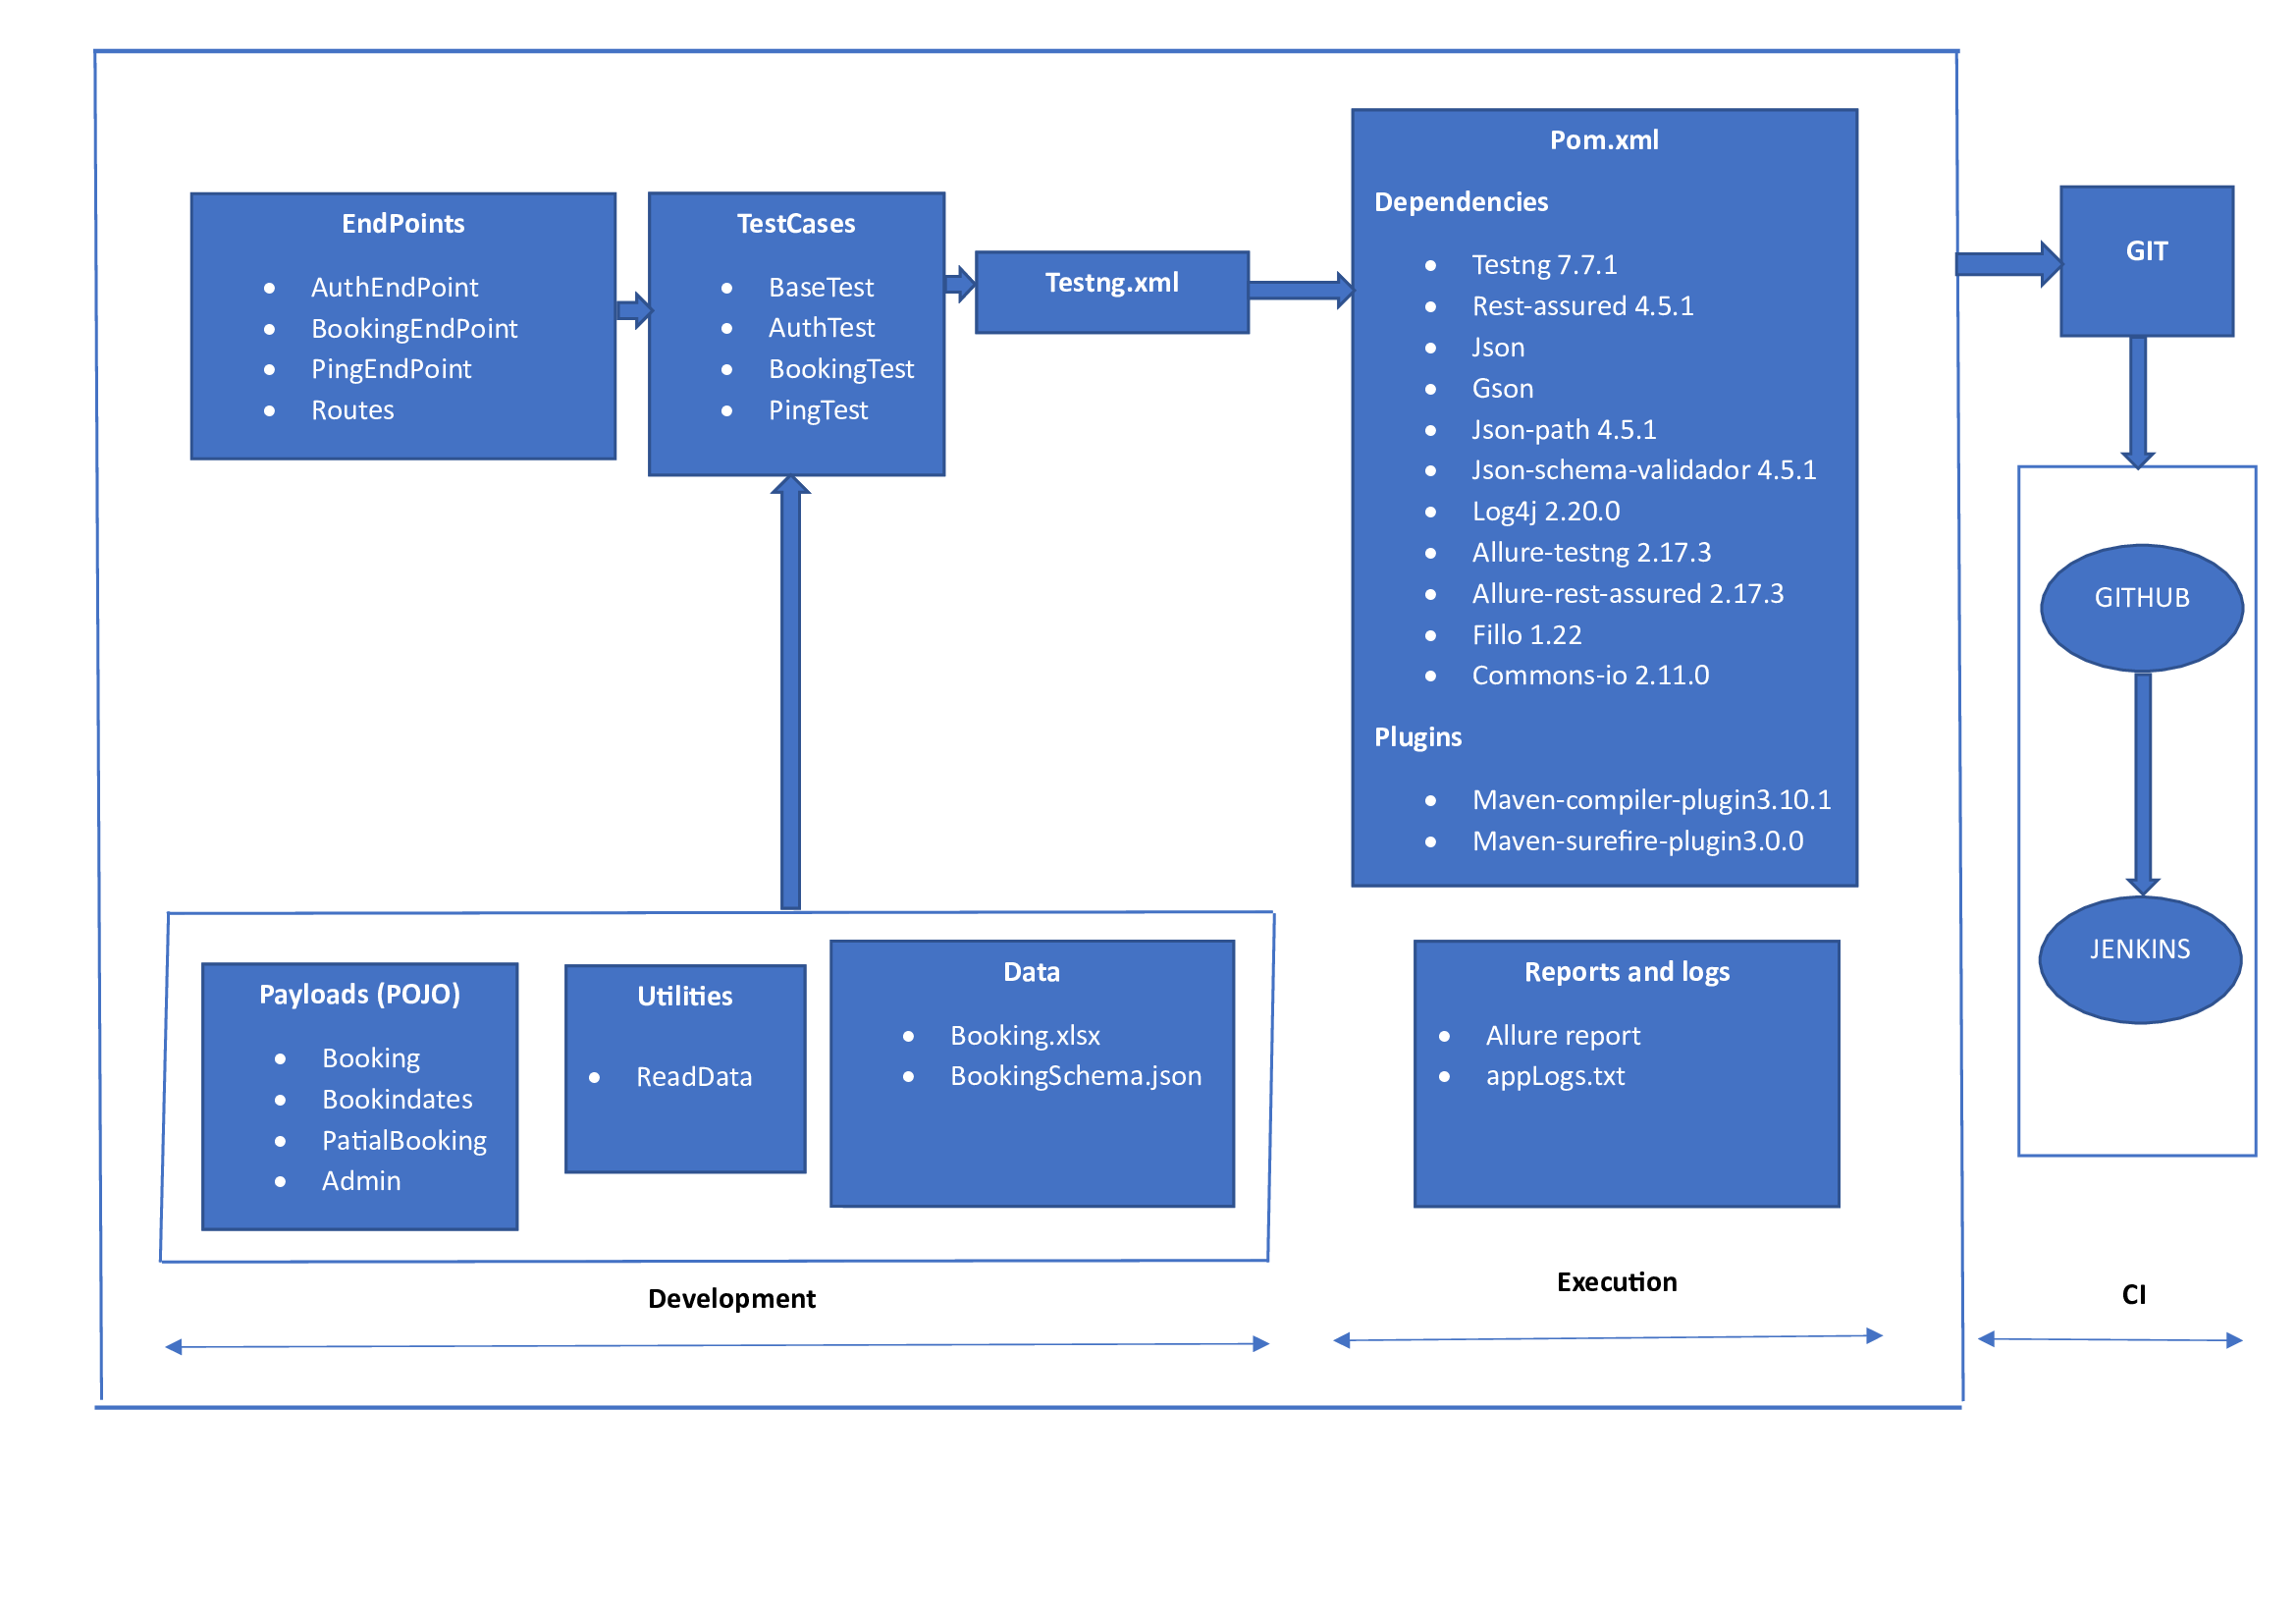 EndPoints
AuthEndPoint
BookingEndPoint
PingEndPoint
Routes
TestCases
BaseTest
AuthTest
BookingTest
PingTest
Testng.xml
Pom.xml
Dependencies
Testng 7.7.1
Rest-assured 4.5.1
Json
Gson
Json-path 4.5.1
Json-schema-validador 4.5.1
Log4j 2.20.0
Allure-testng 2.17.3
Allure-rest-assured 2.17.3
Fillo 1.22
Commons-io 2.11.0
Plugins
Maven-compiler-plugin3.10.1
Maven-surefire-plugin3.0.0
GIT
GITHUB
JENKINS
Payloads (POJO)
Booking
Bookindates
PatialBooking
Admin
Utilities
ReadData
Data
Booking.xlsx
BookingSchema.json
Reports and logs
Allure report
appLogs.txt
Development
Execution
CI